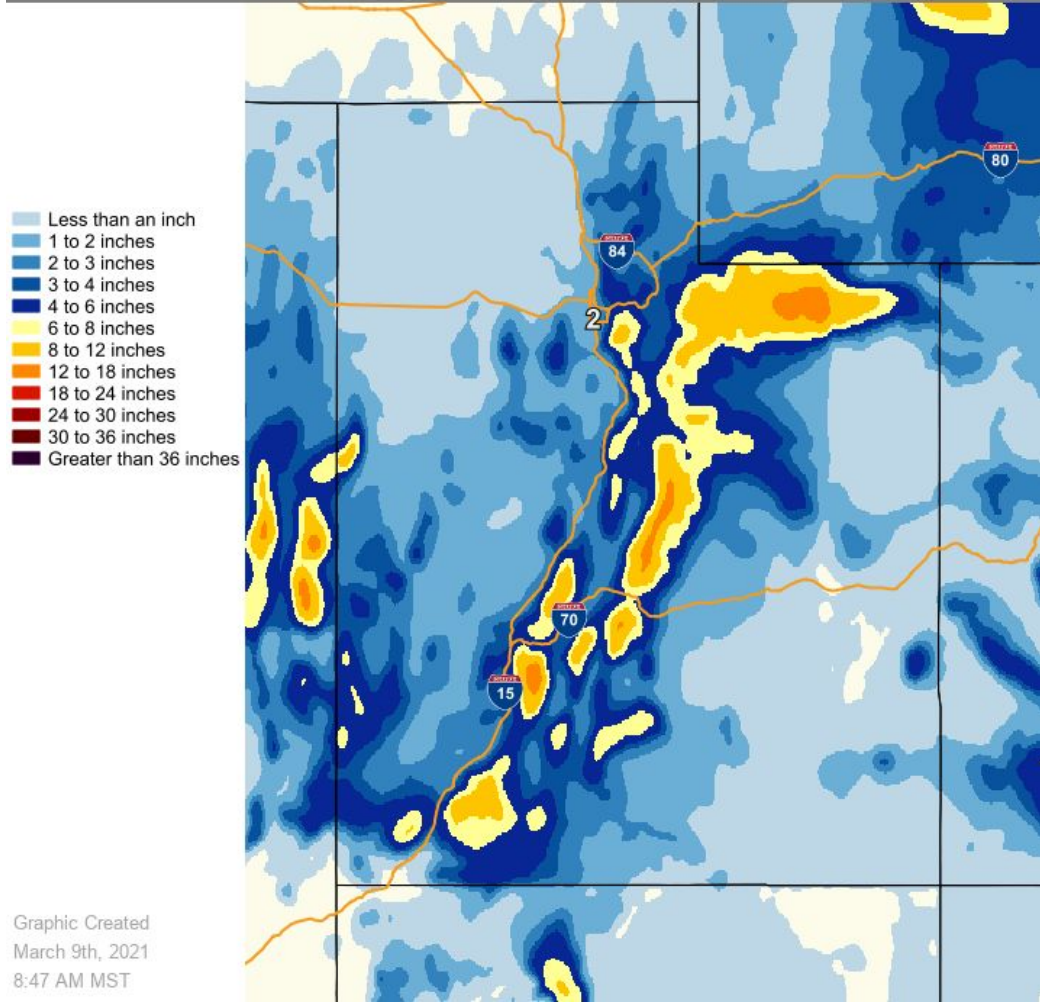 Less than an inch
1 to 2 inches
2 to 3 inches
3 to 4 inches
4 to 6 inches
6 to 8 inches
8 to 12 inches
12 to 18 inches
18 to 24 inches
24 to 30 inches
30 to 36 inches
Greater than 36 inches
80
84
2
70
15
Graphic Created
March 9th, 2021
8:47 AM MST